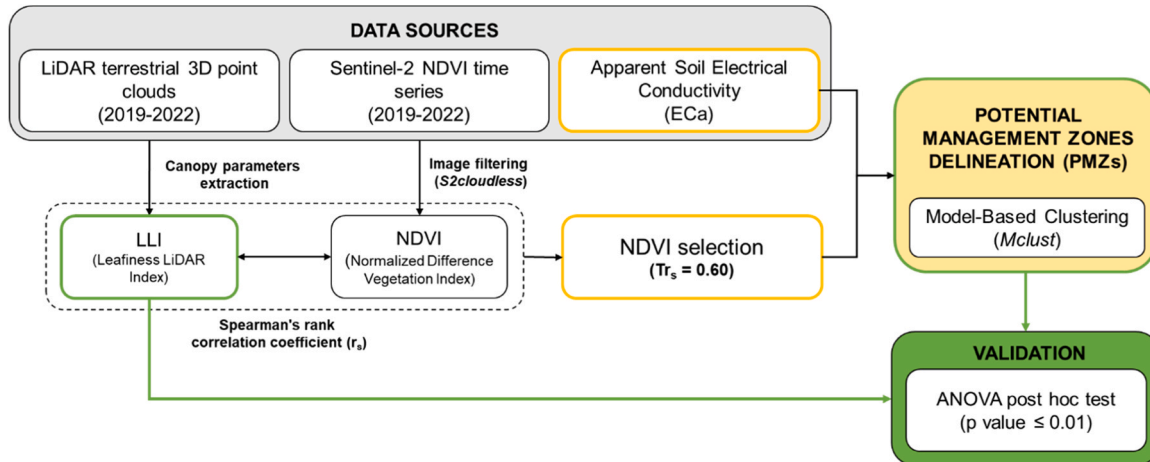 DATA SOURCES
LiDAR terrestrial 3D point
clouds
(2019-2022)
Sentinel-2 NDVI time
series
(2019-2022)
Apparent Soil Electrical
Conductivity
(ECa)
Canopy parameters
extraction
Image filtering
(S2cloudless)
LLI
(Leafiness LiDAR
Index)
NDVI
(Normalized Difference
Vegetation Index)
Spearman's rank
correlation coefficient (rs)
NDVI selection
(Trs = 0.60)
POTENTIAL
MANAGEMENT ZONES
DELINEATION (PMZs)
Model-Based Clustering
(Mclust)
VALIDATION
ANOVA post hoc test
(p value ≤ 0.01)